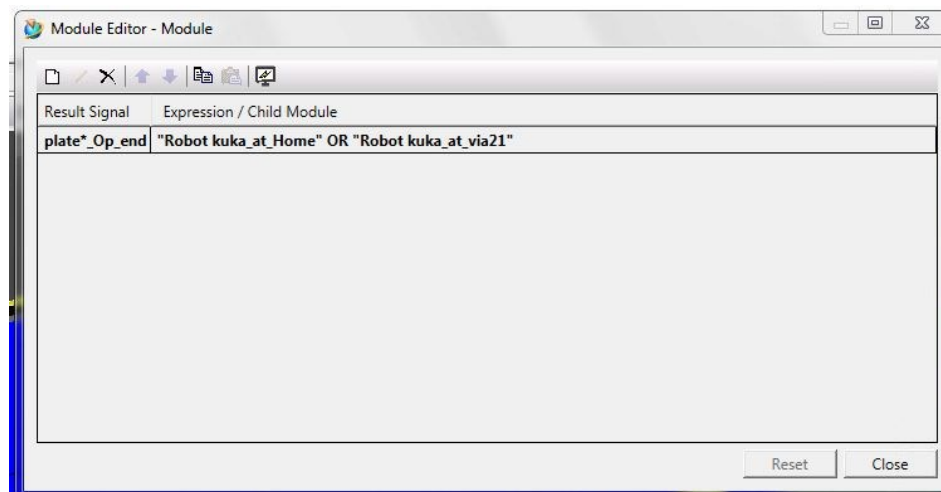 Module Editor - Module
Result Signal Expression / Child Module
plate*_Op_end "Robot kuka_at_Home" OR "Robot kuka_at_via21"
Reset Close